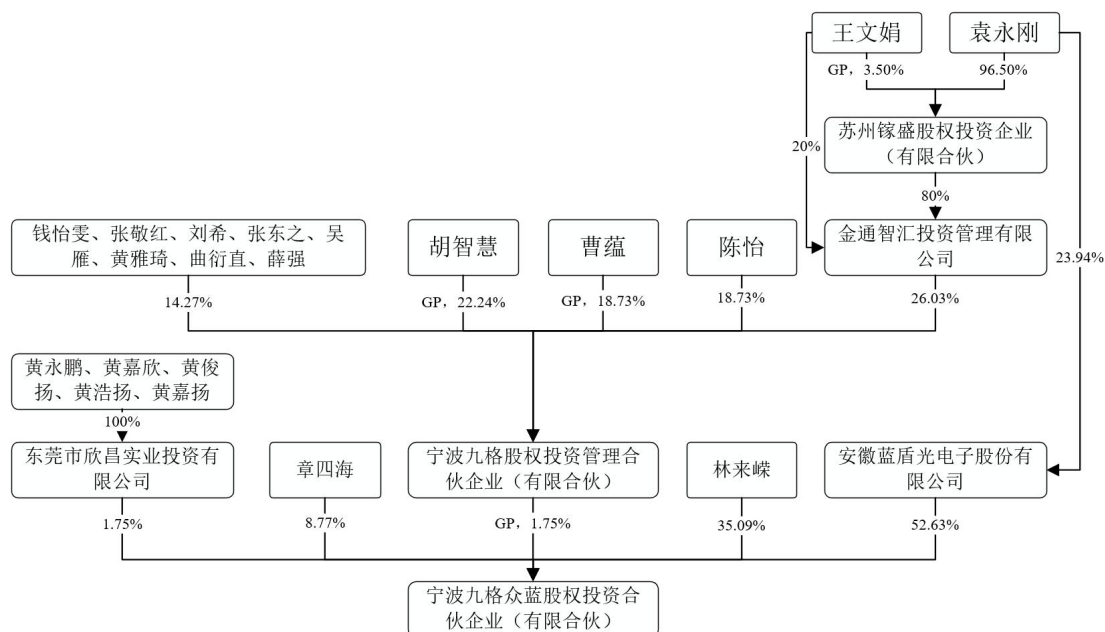 王文娟
袁永刚
GP，3.50%
96.50%
苏州镓盛股权投资企业
（有限合伙）
20%
80%
钱怡雯、张敬红、刘希、张东之、吴
雁、黄雅琦、曲衍直、薛强
胡智慧
曹蕴
陈怡
金通智汇投资管理有限
公司
23.94%
14.27%
GP，22.24%
GP，18.73%
18.73%
26.03%
黄永鹏、黄嘉欣、黄俊
扬、黄浩扬、黄嘉扬
100%
东莞市欣昌实业投资有
限公司
章四海
宁波九格股权投资管理合
伙企业（有限合伙）
林来嵘
安徽蓝盾光电子股份有
限公司
1.75%
8.77%
GP，1.75%
35.09%
52.63%
宁波九格众蓝股权投资合
伙企业（有限合伙）